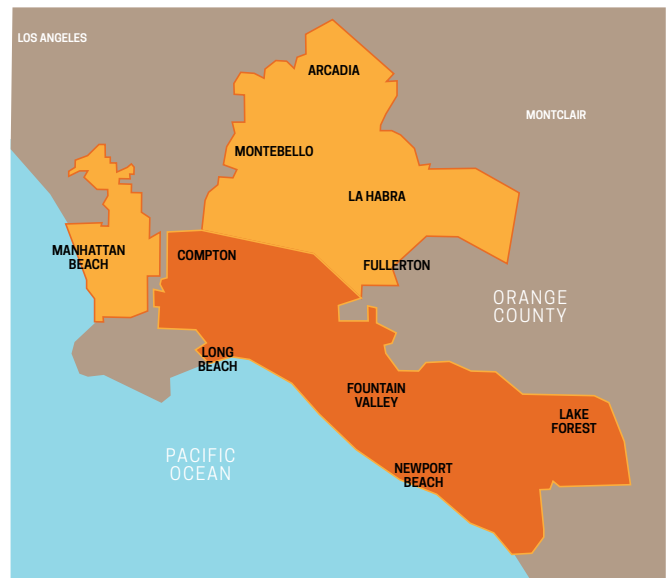 LOS ANGELES
ARCADIA
MONTCLAIR
MONTEBELLO
LA HABRA
MANHATTAN
BEACH
COMPTON
FULLERTON
ORANGE
COUNTY
LONG
BEACH
FOUNTAIN
VALLEY
LAKE
FOREST
PACIFIC
OCEAN
NEWPORT
BEACH